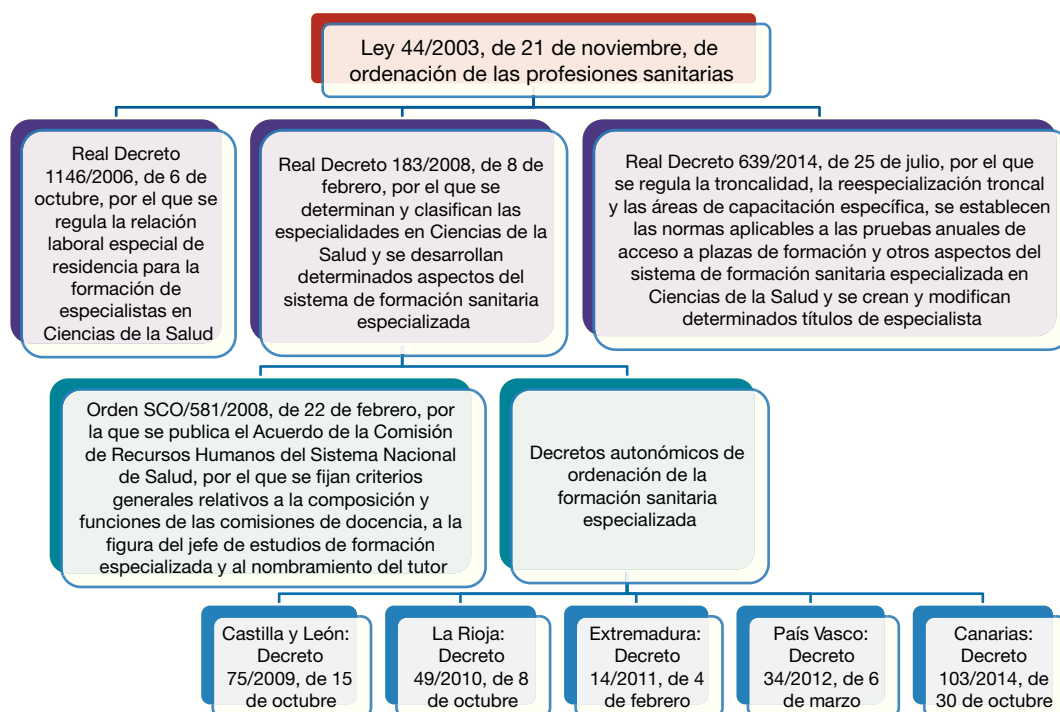 Ley 44/2003, de 21 de noviembre, de
ordenación de las profesiones sanitarias
Real Decreto
1146/2006, de 6 de
octubre, por el que se
regula la relación
laboral especial de
residencia para la
formación de
especialistas en
Ciencias de la Salud
Real Decreto 183/2008, de 8 de
febrero, por el que se
determinan y clasifican las
especialidades en Ciencias de la
Salud y se desarrollan
determinados aspectos del
sistema de formación sanitaria
especializada
Real Decreto 639/2014, de 25 de julio, por el que
se regula la troncalidad, la reespecialización troncal
y las áreas de capacitación específica, se establecen
las normas aplicables a las pruebas anuales de
acceso a plazas de formación y otros aspectos del
sistema de formación sanitaria especializada en
Ciencias de la Salud y se crean y modifican
determinados títulos de especialista
Orden SCO/581/2008, de 22 de febrero, por
la que se publica el Acuerdo de la Comisión
de Recursos Humanos del Sistema Nacional
de Salud, por el que se fijan criterios
generales relativos a la composición y
funciones de las comisiones de docencia, a la
figura del jefe de estudios de formación
especializada y al nombramiento del tutor
Decretos autonómicos de
ordenación de la
formación sanitaria
especializada
Castilla y León:
Decreto
75/2009, de 15
de octubre
La Rioja:
Decreto
49/2010, de 8
de octubre
Extremadura:
Decreto
14/2011, de 4
de febrero
País Vasco:
Decreto
34/2012, de 6
de marzo
Canarias:
Decreto
103/2014, de
30 de octubre